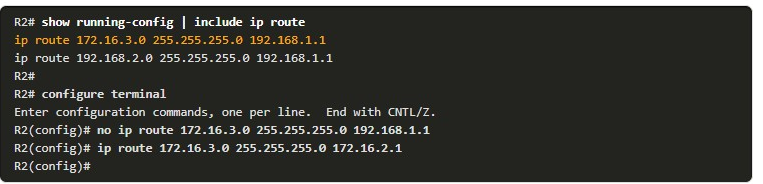 R2# show running-config | include ip route
ip route 172.16.3.0 255.255.255.0 192.168.1.1
ip route 192.168.2.0 255.255.255.0 192.168.1.1
R2#
R2# configure terminal
Enter configuration commands, one per line.  End with CNTL/Z.
R2(config)# no ip route 172.16.3.0 255.255.255.0 192.168.1.1
R2(config)# ip route 172.16.3.0 255.255.255.0 172.16.2.1
R2(config)#